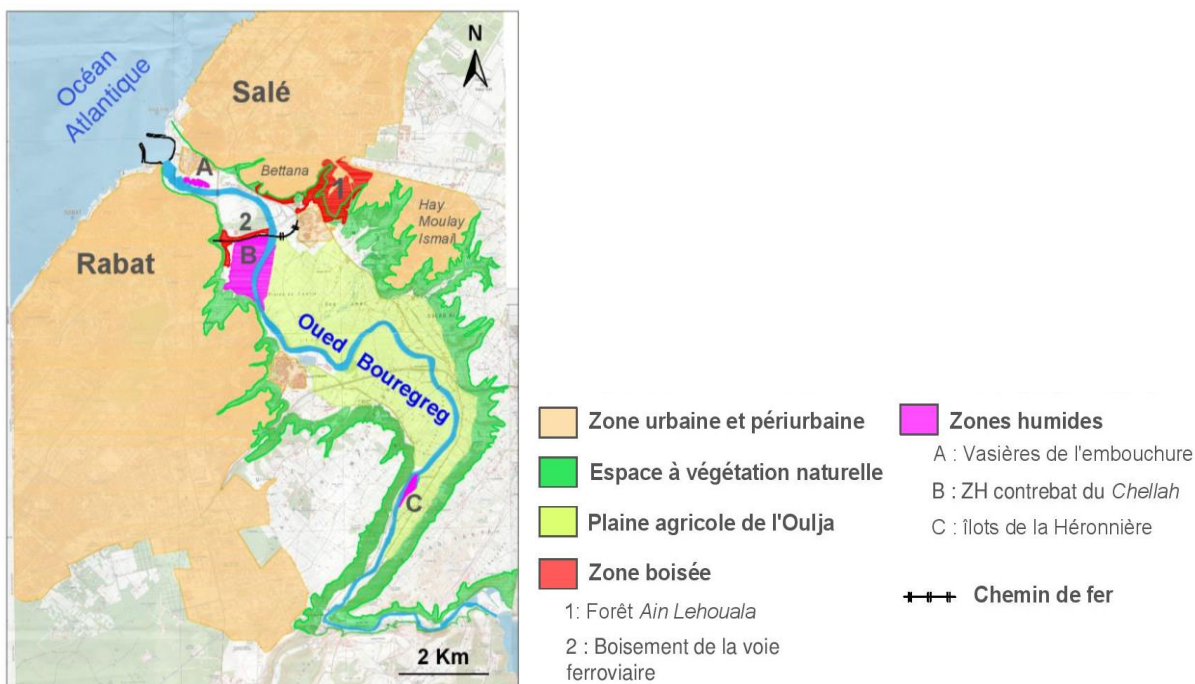 Océan
Atlantique
N
Salé
A
Bettana
1
Hay
Moulay
Ismaïl
2
B
Rabat
Oued
Bouregreg
C
2 Km
Zone urbaine et périurbaine
Espace à végétation naturelle
Plaine agricole de l'Oulja
Zone boisée
1: Forêt Ain Lehouala
2 : Boisement de la voie
ferroviaire
Zones humides
A : Vasières de l'embouchure
B : ZH contrebat du Chellah
C : îlots de la Héronnière
Chemin de fer